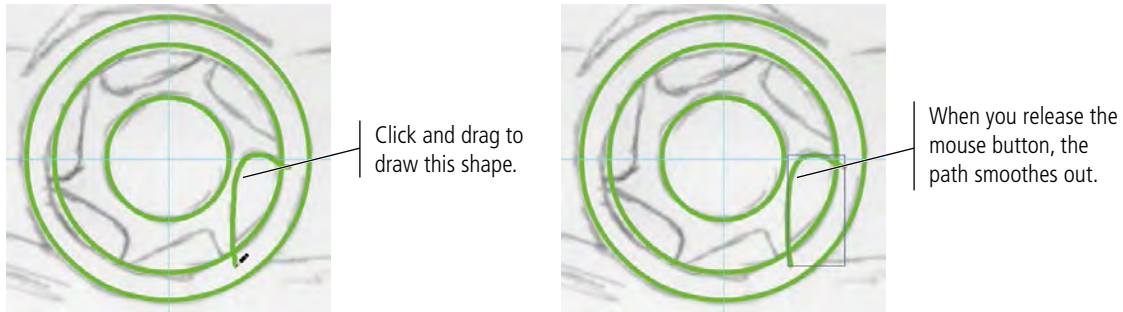 Click and drag to
draw this shape.
When you release the
mouse button, the
path smoothes out.